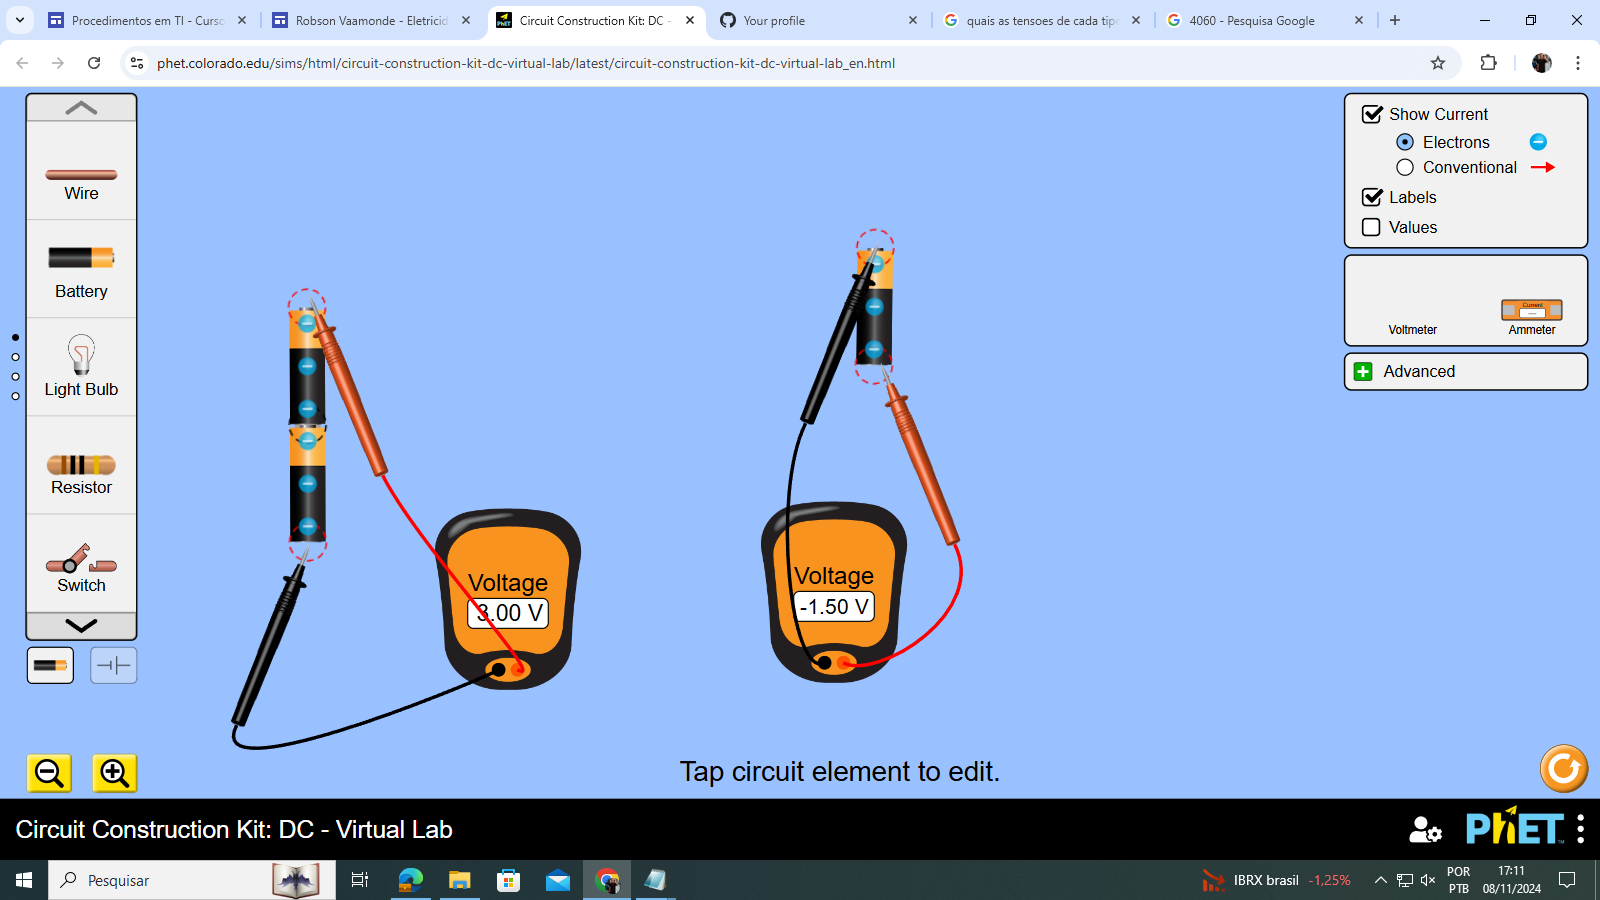 Procedimentos em TI - Curso
Robson Vaamonde - Eletricid
Circuit Construction Kit: DC -
Your profile
quais as tensoes de cada tipo
4060 - Pesquisa Google
phet.colorado.edu/sims/html/circuit-construction-kit-dc-virtual-lab/latest/circuit-construction-kit-dc-virtual-lab_en.html
Wire
Battery
Light Bulb
Resistor
Switch
Voltage
3.00 V
Voltage
-1.50 V
Show Current
Electrons
Conventional
Labels
Values
Current
Voltmeter
Ammeter
Advanced
Tap circuit element to edit.
Circuit Construction Kit: DC - Virtual Lab
PhET
Pesquisar
IBRX brasil -1,25%
POR
PTB
17:11
08/11/2024